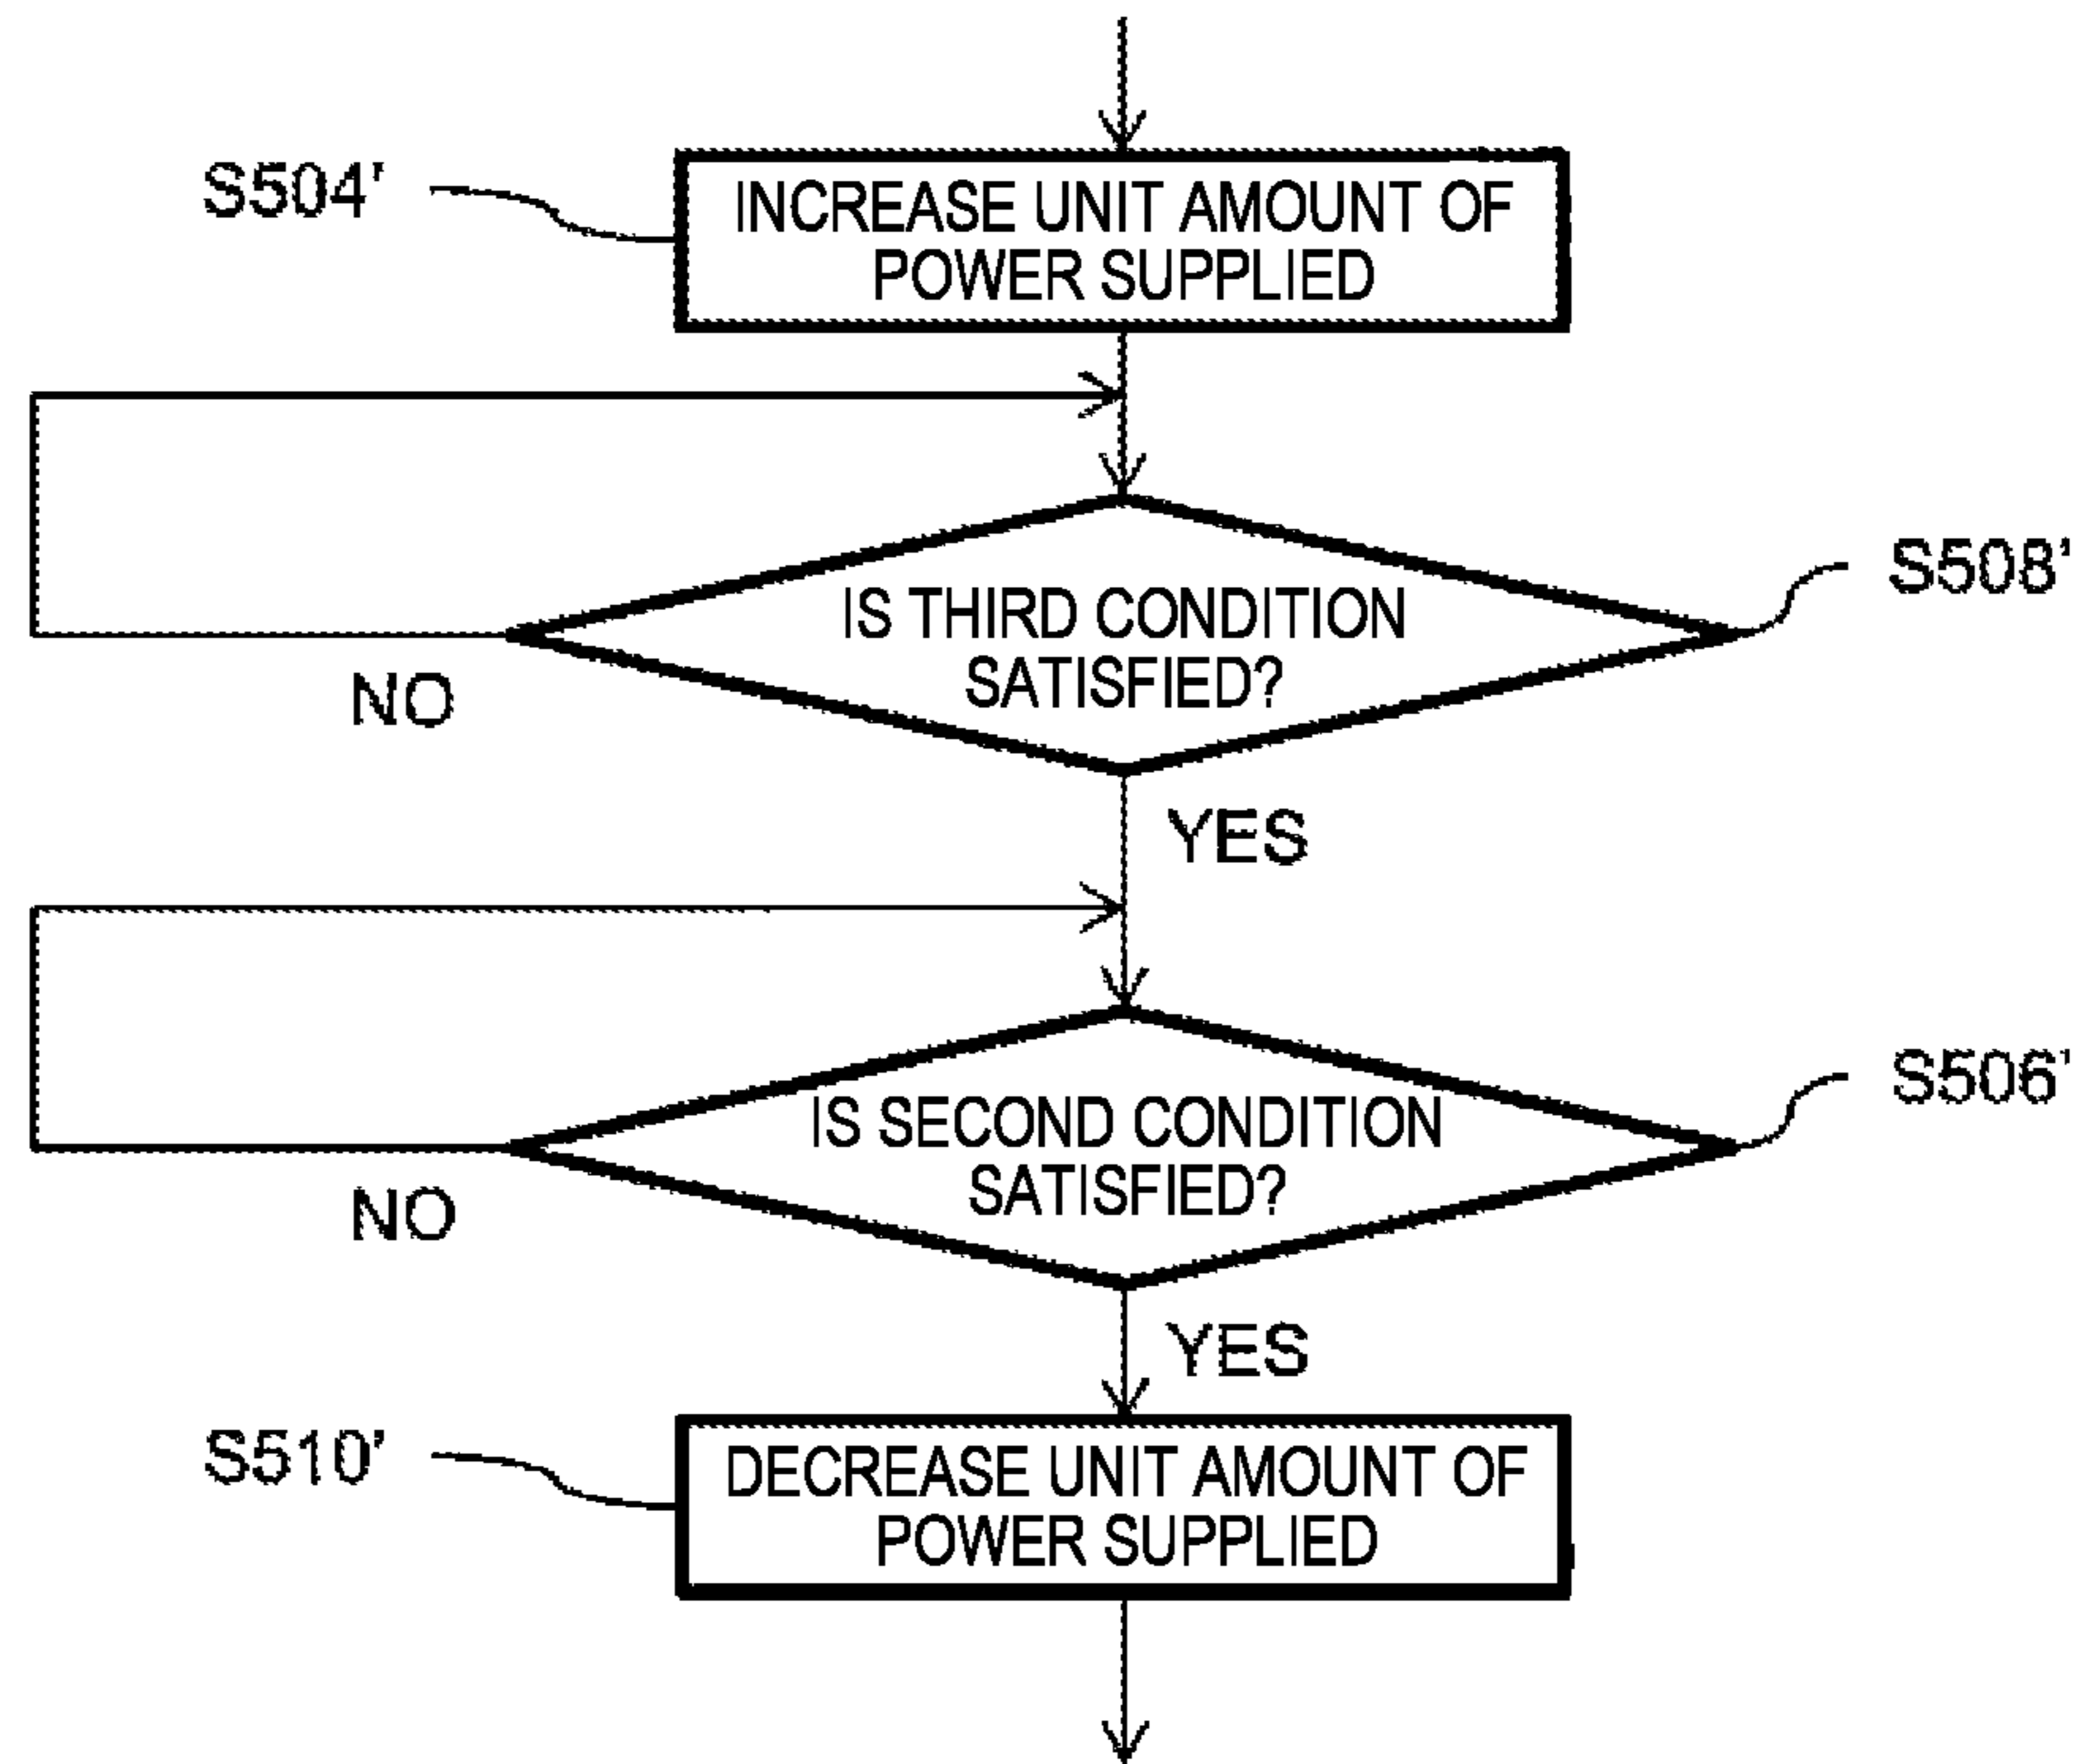 S504’
INCREASE UNIT AMOUNT OF
POWER SUPPLIED
IS THIRD CONDITION
SATISFIED?
S508’
NO
YES
IS SECOND CONDITION
SATISFIED?
S506’
NO
YES
S510’
DECREASE UNIT AMOUNT OF
POWER SUPPLIED